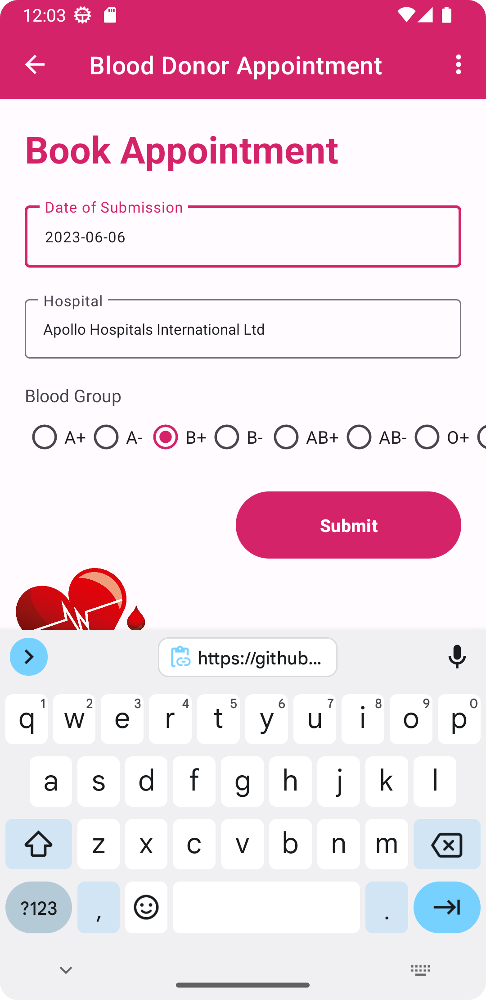 12:03
Blood Donor Appointment
Book Appointment
Date of Submission
2023-06-06
Hospital
Apollo Hospitals International Ltd
Blood Group
A+ A- B+ B- AB+ AB- O+
Submit
https://github...
q1 w2 e3 r4 t5 y6 u7 i8 o9 p0
a s d f g h j k l
z x c v b n m
?123 , .